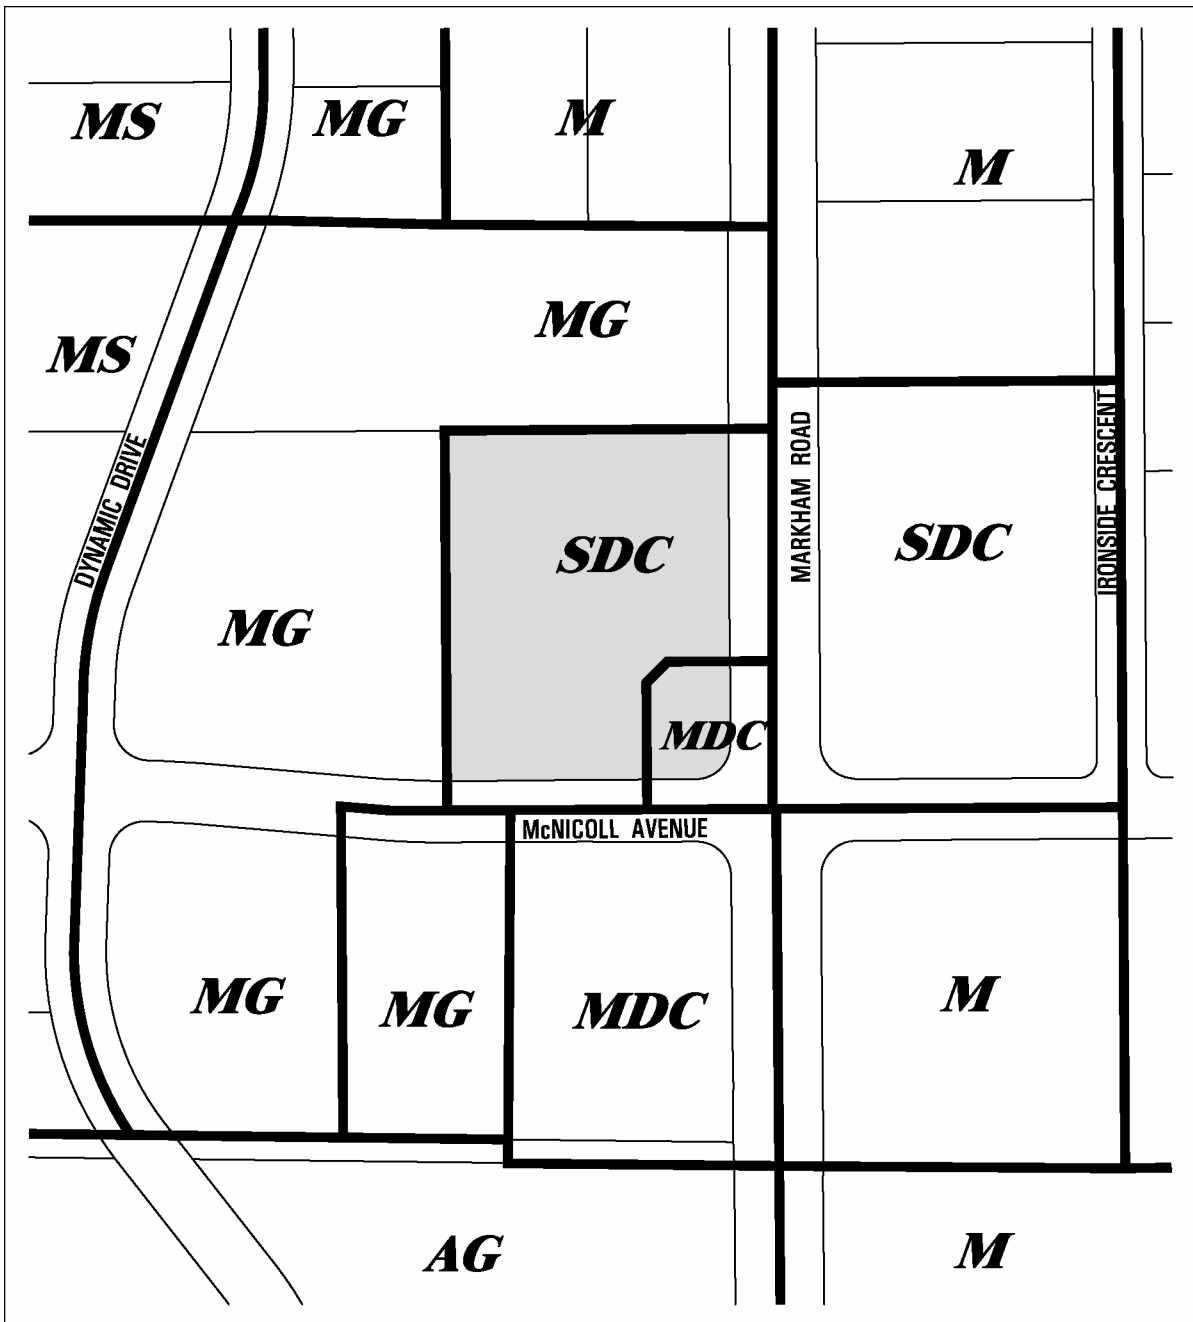 MS
MG
M
M
MG
MS
MARKHAM ROAD
IRONSIDE CRESCENT
DYNAMIC DRIVE
SDC
SDC
MG
MDC
McNICOLL AVENUE
MG
MG
MDC
M
AG
M